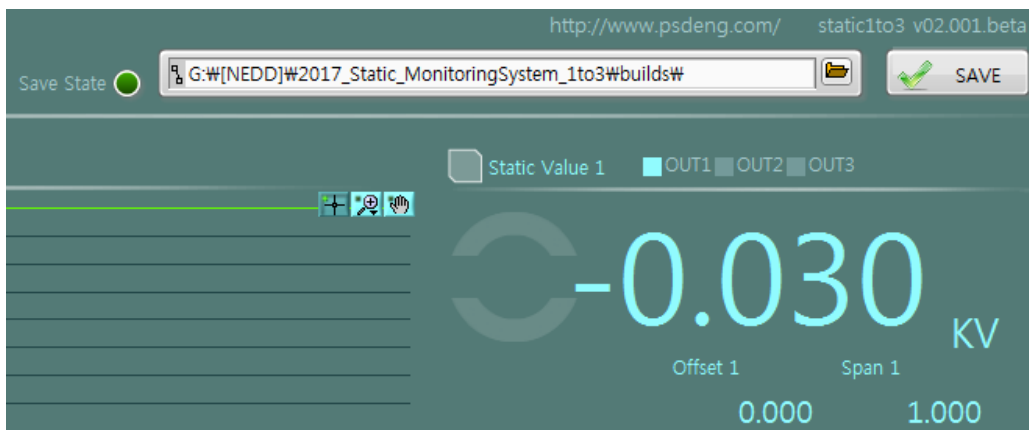 http://www.psdeng.com/ static1to3 v02.001.beta
Save State G:₩[NEDD]₩2017_Static_MonitoringSystem_1to3₩builds₩ SAVE
Static Value 1 OUT1 OUT2 OUT3
-0.030 KV
Offset 1 Span 1
0.000 1.000